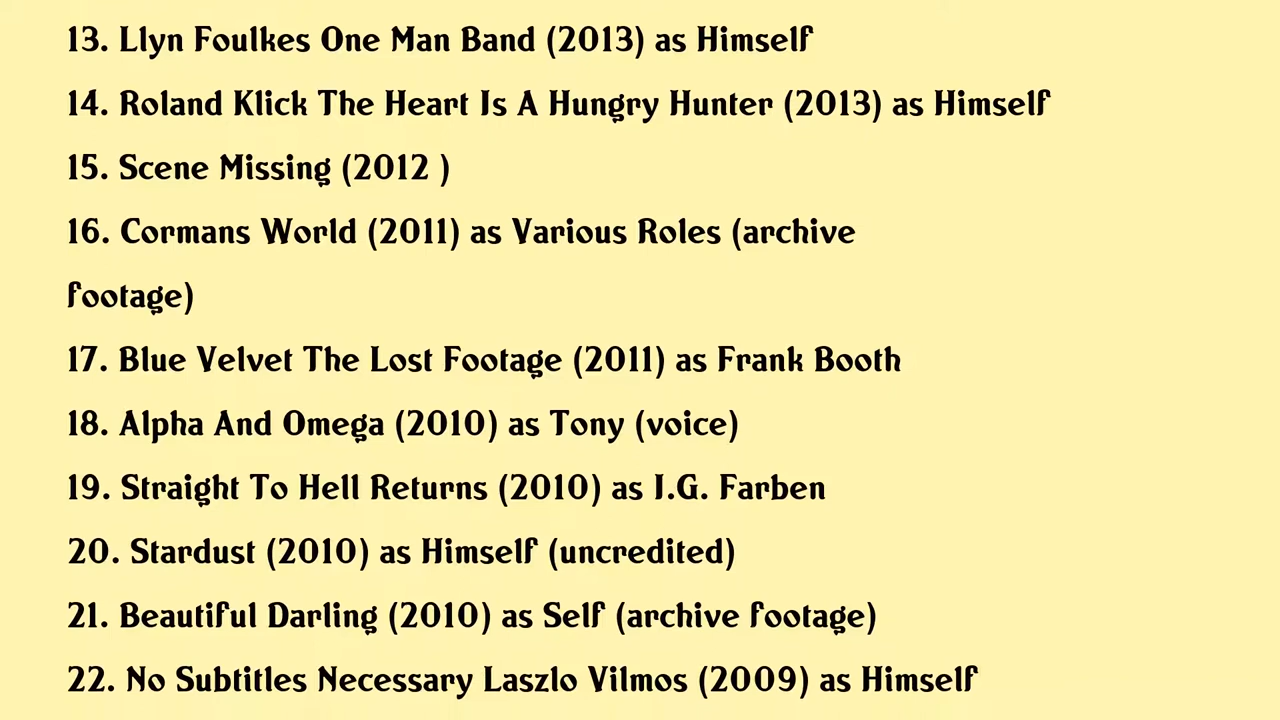 13. Llyn Foulkes One Man Band (2013) as Himself
14. Roland Klick The Heart Is A Hungry Hunter (2013) as Himself
15. Scene Missing (2012 )
16. Cormans World (2011) as Various Roles (archive
footage)
17. Blue Velvet The Lost Footage (2011) as Frank Booth
18. Alpha And Omega (2010) as Tony (voice)
19. Straight To Hell Returns (2010) as I.G. Farben
20. Stardust (2010) as Himself (uncredited)
21. Beautiful Darling (2010) as Self (archive footage)
22. No Subtitles Necessary Laszlo Vilmos (2009) as Himself